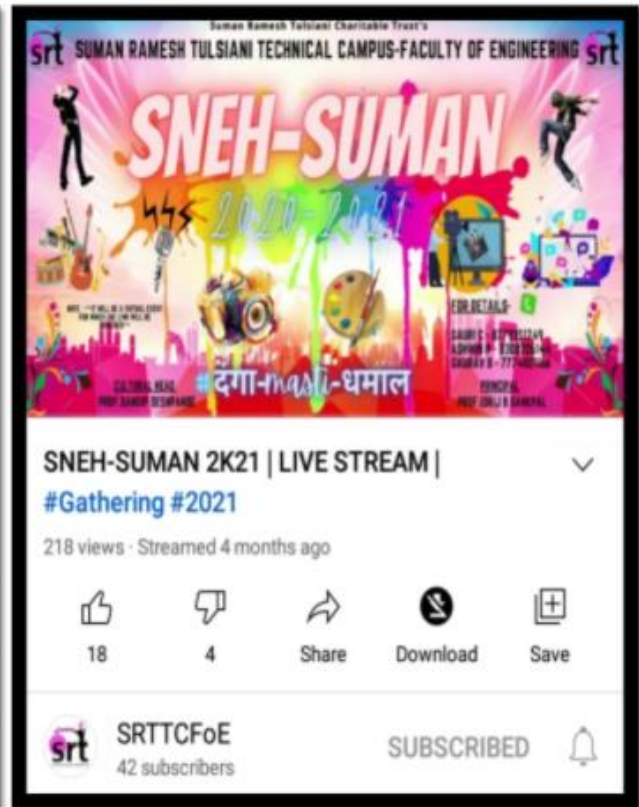 Suman Ramesh Tulsiani Charitable Trust's
srt SUMAN RAMESH TULSIANI TECHNICAL CAMPUS-FACULTY OF ENGINEERING srt
SNEH-SUMAN
2020-2021
FOR DETAILS-
#दंगा-masti-धमाल
CULTURAL HEAD
PRINCIPAL
SNEH-SUMAN 2K21 | LIVE STREAM |
#Gathering #2021
218 views · Streamed 4 months ago
18 4 Share Download Save
srt SRTTCFoE SUBSCRIBED
42 subscribers